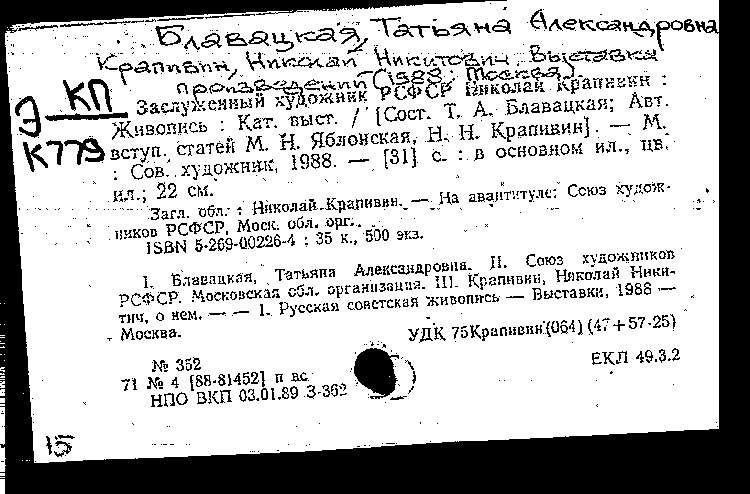 Блавацкая, Татьяна Александровна
Крапивин, Николай Никитович. Выставка
произведений (1988; Москва)
Э КП
К779
Заслуженный художник РСФСР Николай Крапивин :
Живопись : Кат. выст. / [Сост. Т. А. Блавацкая; Авт.
вступ. статей М. Н. Яблонская, Н. Н. Крапивин]. — М.
: Сов. художник, 1988. — [31] с. : в основном ил., цв.
ил.; 22 см.
Загл. обл. : Николай Крапивин. — На авантитуле: Союз худож-
ников РСФСР, Моск. обл. орг.
ISBN 5-269-00226-4 : 35 к., 500 экз.
I. Блавацкая, Татьяна Александровна. II. Союз художников
РСФСР. Московская обл. организация. III. Крапивин, Николай Ники-
тич, о нем. — — 1. Русская советская живопись — Выставки, 1988 —
Москва.
УДК 75Крапивин(064) (47+57-25)
№ 352
71 № 4 [88-81452] п вс
НПО ВКП 03.01.89 З-362
ЕКЛ 49.3.2
15